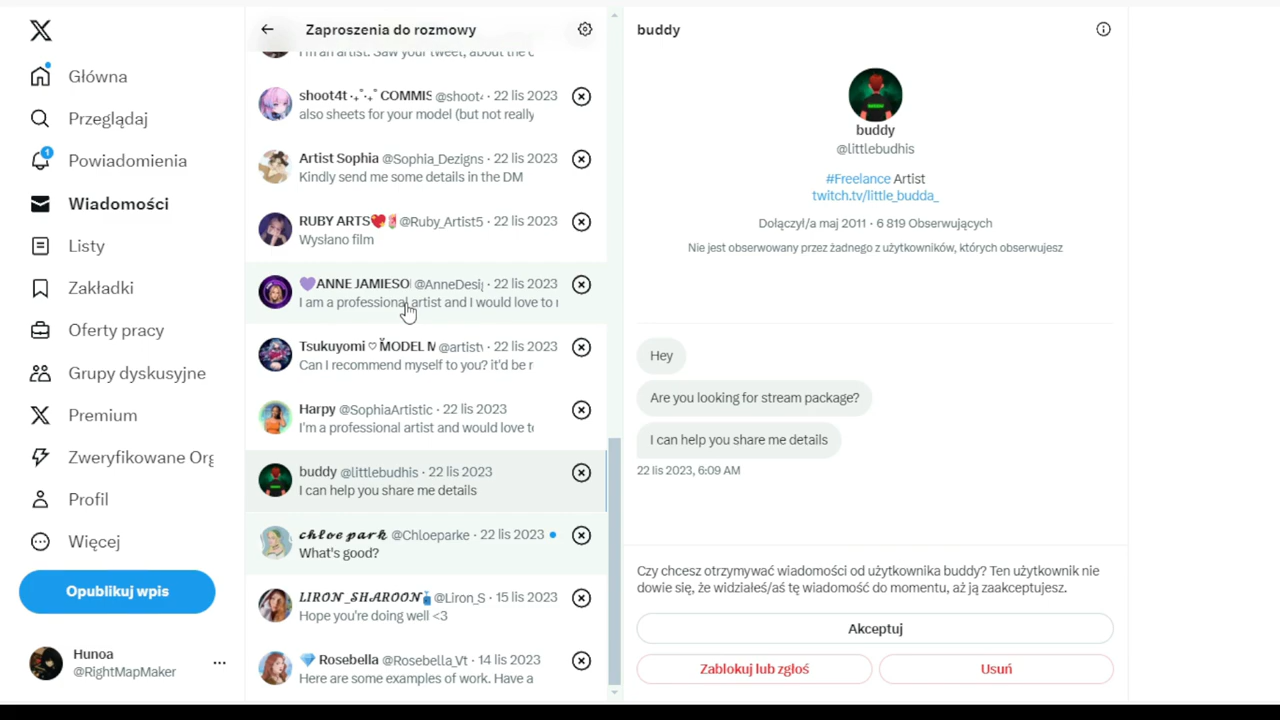 Główna
Przeglądaj
1
Powiadomienia
Wiadomości
Listy
Zakładki
Oferty pracy
Grupy dyskusyjne
Premium
Zweryfikowane Org
Profil
Więcej
Opublikuj wpis
Hunoa
@RightMapMaker
Zaproszenia do rozmowy
I'm an artist. Saw your tweet, about the c
shoot4t ⋆₊˚⋆₊˚ COMMIS @shoot4 · 22 lis 2023
also sheets for your model (but not really
Artist Sophia @Sophia_Dezigns · 22 lis 2023
Kindly send me some details in the DM
RUBY ARTS💖🍿 @Ruby_Artist5 · 22 lis 2023
Wysłano film
💜ANNE JAMIESO @AnneDesi · 22 lis 2023
I am a professional artist and I would love to
Tsukuyomi ♡ MODEL M @artist · 22 lis 2023
Can I recommend myself to you? it'd be r
Harpy @SophiaArtistic · 22 lis 2023
I'm a professional artist and would love to
buddy @littlebudhis · 22 lis 2023
I can help you share me details
𝓬𝓱𝓵𝓸𝓮 𝓹𝓪𝓻𝓴 @Chloeparke · 22 lis 2023
What's good?
𝑳𝑰𝑹𝑶𝑵_𝑺𝑯𝑨𝑹𝑶𝑶𝑵 @Liron_S · 15 lis 2023
Hope you're doing well <3
💎 Rosebella @Rosebella_Vt · 14 lis 2023
Here are some examples of work. Have a
buddy
buddy
@littlebudhis
#Freelance Artist
twitch.tv/little_budda_
Dołączył/a maj 2011 · 6 819 Obserwujących
Nie jest obserwowany przez żadnego z użytkowników, których obserwujesz
Hey
Are you looking for stream package?
I can help you share me details
22 lis 2023, 6:09 AM
Czy chcesz otrzymywać wiadomości od użytkownika buddy? Ten użytkownik nie
dowie się, że widziałeś/aś tę wiadomość do momentu, aż ją zaakceptujesz.
Akceptuj
Zablokuj lub zgłoś
Usuń